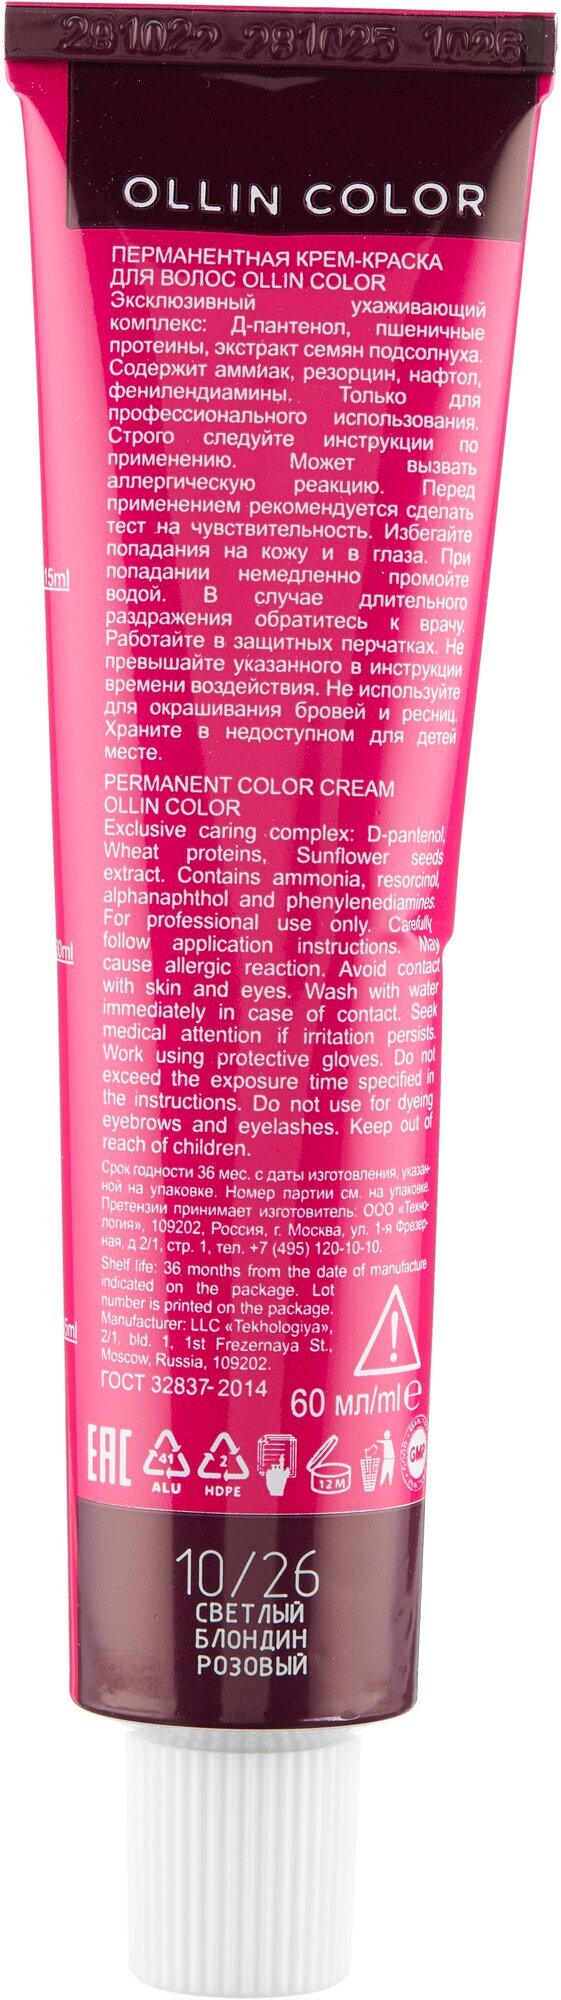 291022 281025 1026
OLLIN COLOR
ПЕРМАНЕНТНАЯ КРЕМ-КРАСКА
ДЛЯ ВОЛОС OLLIN COLOR
Эксклюзивный ухаживающий
комплекс: Д-пантенол, пшеничные
протеины, экстракт семян подсолнуха.
Содержит аммиак, резорцин, нафтол,
фенилендиамины. Только для
профессионального использования.
Строго следуйте инструкции по
применению. Может вызвать
аллергическую реакцию. Перед
применением рекомендуется сделать
тест на чувствительность. Избегайте
попадания на кожу и в глаза. При
попадании немедленно промойте
водой. В случае длительного
раздражения обратитесь к врачу.
Работайте в защитных перчатках. Не
превышайте указанного в инструкции
времени воздействия. Не используйте
для окрашивания бровей и ресниц.
Храните в недоступном для детей
месте.
15ml
PERMANENT COLOR CREAM
OLLIN COLOR
Exclusive caring complex: D-pantenol,
Wheat proteins, Sunflower seeds
extract. Contains ammonia, resorcinol,
alphanaphthol and phenylenediamines.
For professional use only. Carefully
follow application instructions. May
cause allergic reaction. Avoid contact
with skin and eyes. Wash with water
immediately in case of contact. Seek
medical attention if irritation persists.
Work using protective gloves. Do not
exceed the exposure time specified in
the instructions. Do not use for dyeing
eyebrows and eyelashes. Keep out of
reach of children.
0ml
Срок годности 36 мес. с даты изготовления, указан-
ной на упаковке. Номер партии см. на упаковке.
Претензии принимает изготовитель: ООО «Техно-
логия», 109202, Россия, г. Москва, ул. 1-я Фрезер-
ная, д 2/1, стр. 1, тел. +7 (495) 120-10-10.
Shelf life: 36 months from the date of manufacture
indicated on the package. Lot
number is printed on the package.
Manufacturer: LLC «Tekhologiya»,
2/1, bld. 1, 1st Frezernaya St.,
Moscow, Russia, 109202.
5ml
ГОСТ 32837-2014
60 мл/ml e
EAC
41
ALU
2
HDPE
12 M
GMP
10/26
СВЕТЛЫЙ
БЛОНДИН
РОЗОВЫЙ